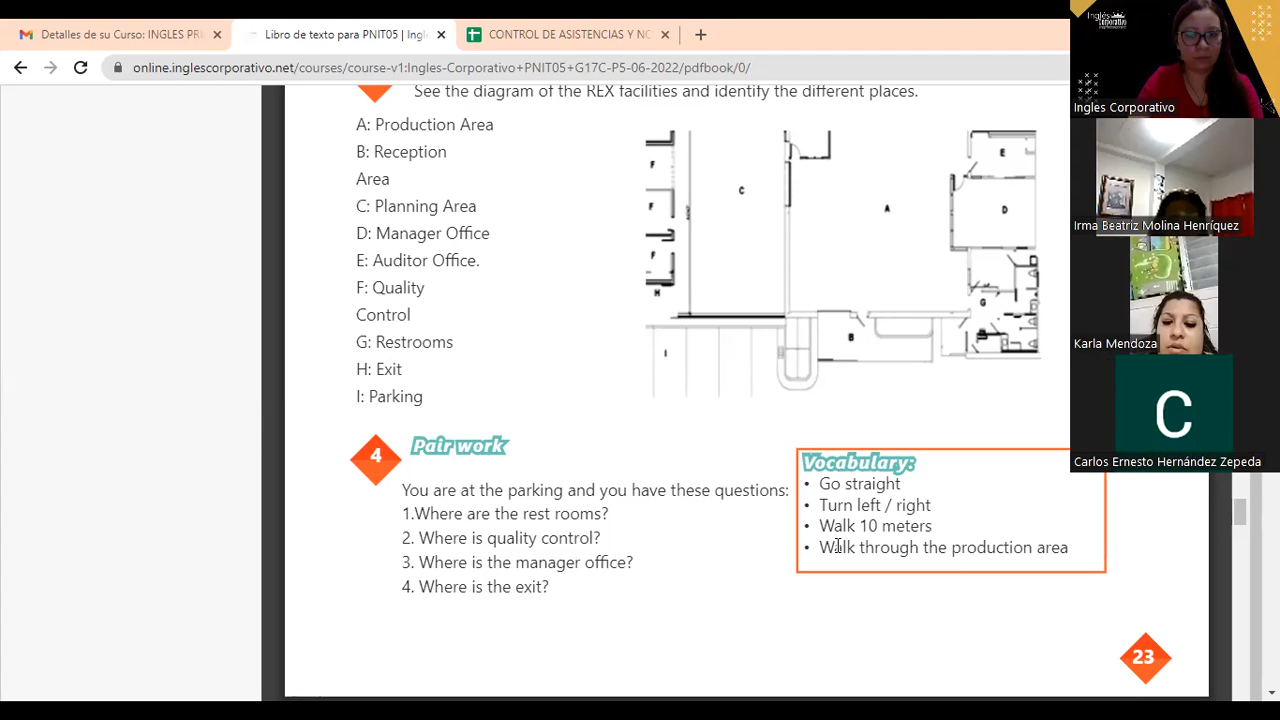 Detalles de su Curso: INGLES PR
Libro de texto para PNIT05 | Ingl
CONTROL DE ASISTENCIAS Y NO
online.inglescorporativo.net/courses/course-v1:Ingles-Corporativo+PNIT05+G17C-P5-06-2022/pdfbook/0/
See the diagram of the REX facilities and identify the different places.
A: Production Area
B: Reception
Area
C: Planning Area
D: Manager Office
E: Auditor Office.
F: Quality
Control
G: Restrooms
H: Exit
I: Parking
F
F
F
H
I
C
A
B
E
D
G
4
Pair work
You are at the parking and you have these questions:
1.Where are the rest rooms?
2. Where is quality control?
3. Where is the manager office?
4. Where is the exit?
Vocabulary:
• Go straight
• Turn left / right
• Walk 10 meters
• Walk through the production area
23
Inglés
Corporativo
Ingles Corporativo
Irma Beatriz Molina Henríquez
Karla Mendoza
C
Carlos Ernesto Hernández Zepeda